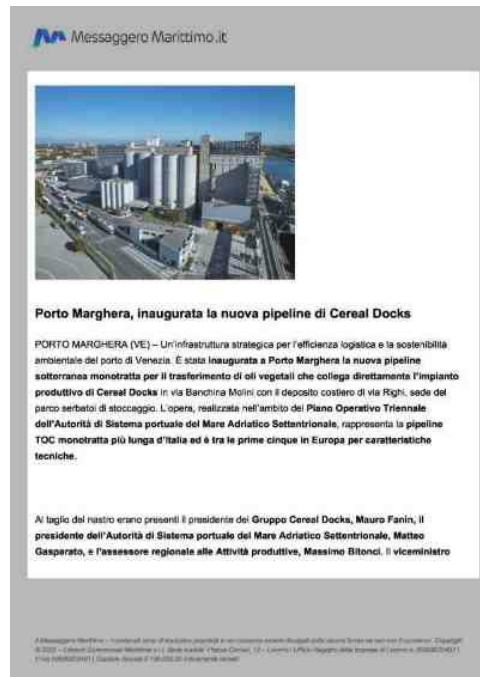 Messaggero Marittimo.it
Porto Marghera, inaugurata la nuova pipeline di Cereal Docks
PORTO MARGHERA (VE) – Un'infrastruttura strategica per l'efficienza logistica e la sostenibilità
ambientale del porto di Venezia. È stata inaugurata a Porto Marghera la nuova pipeline
sotterranea monotratta per il trasferimento di oli vegetali che collega direttamente l'impianto
produttivo di Cereal Docks in via Banchina Molini con il deposito costiero di via Righi, sede del
parco serbatoi di stoccaggio. L'opera, realizzata nell'ambito del Piano Operativo Triennale
dell'Autorità di Sistema portuale del Mare Adriatico Settentrionale, rappresenta la pipeline
TOC monotratta più lunga d'Italia ed è tra le prime cinque in Europa per caratteristiche
tecniche.
Al taglio del nastro erano presenti il presidente del Gruppo Cereal Docks, Mauro Fanin, il
presidente dell'Autorità di Sistema portuale del Mare Adriatico Settentrionale, Matteo
Gasparato, e l'assessore regionale alle Attività produttive, Massimo Bitonci. Il viceministro